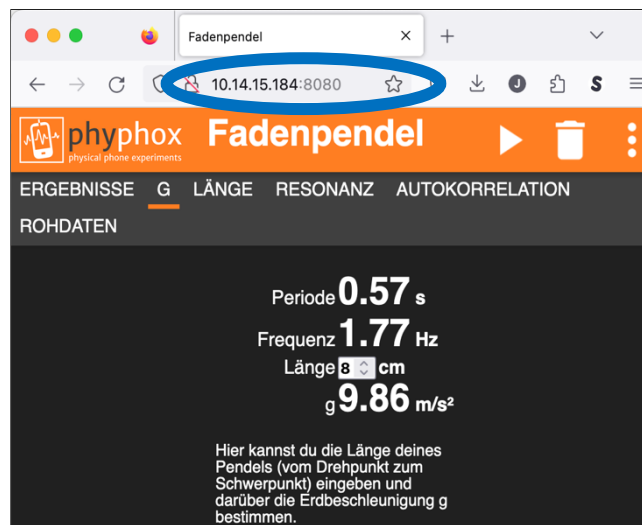 Fadenpendel
10.14.15.184:8080
J
S
phyphox
physical phone experiments
Fadenpendel
ERGEBNISSE G LÄNGE RESONANZ AUTOKORRELATION
ROHDATEN
Periode 0.57 s
Frequenz 1.77 Hz
Länge 8 cm
g 9.86 m/s²
Hier kannst du die Länge deines
Pendels (vom Drehpunkt zum
Schwerpunkt) eingeben und
darüber die Erdbeschleunigung g
bestimmen.